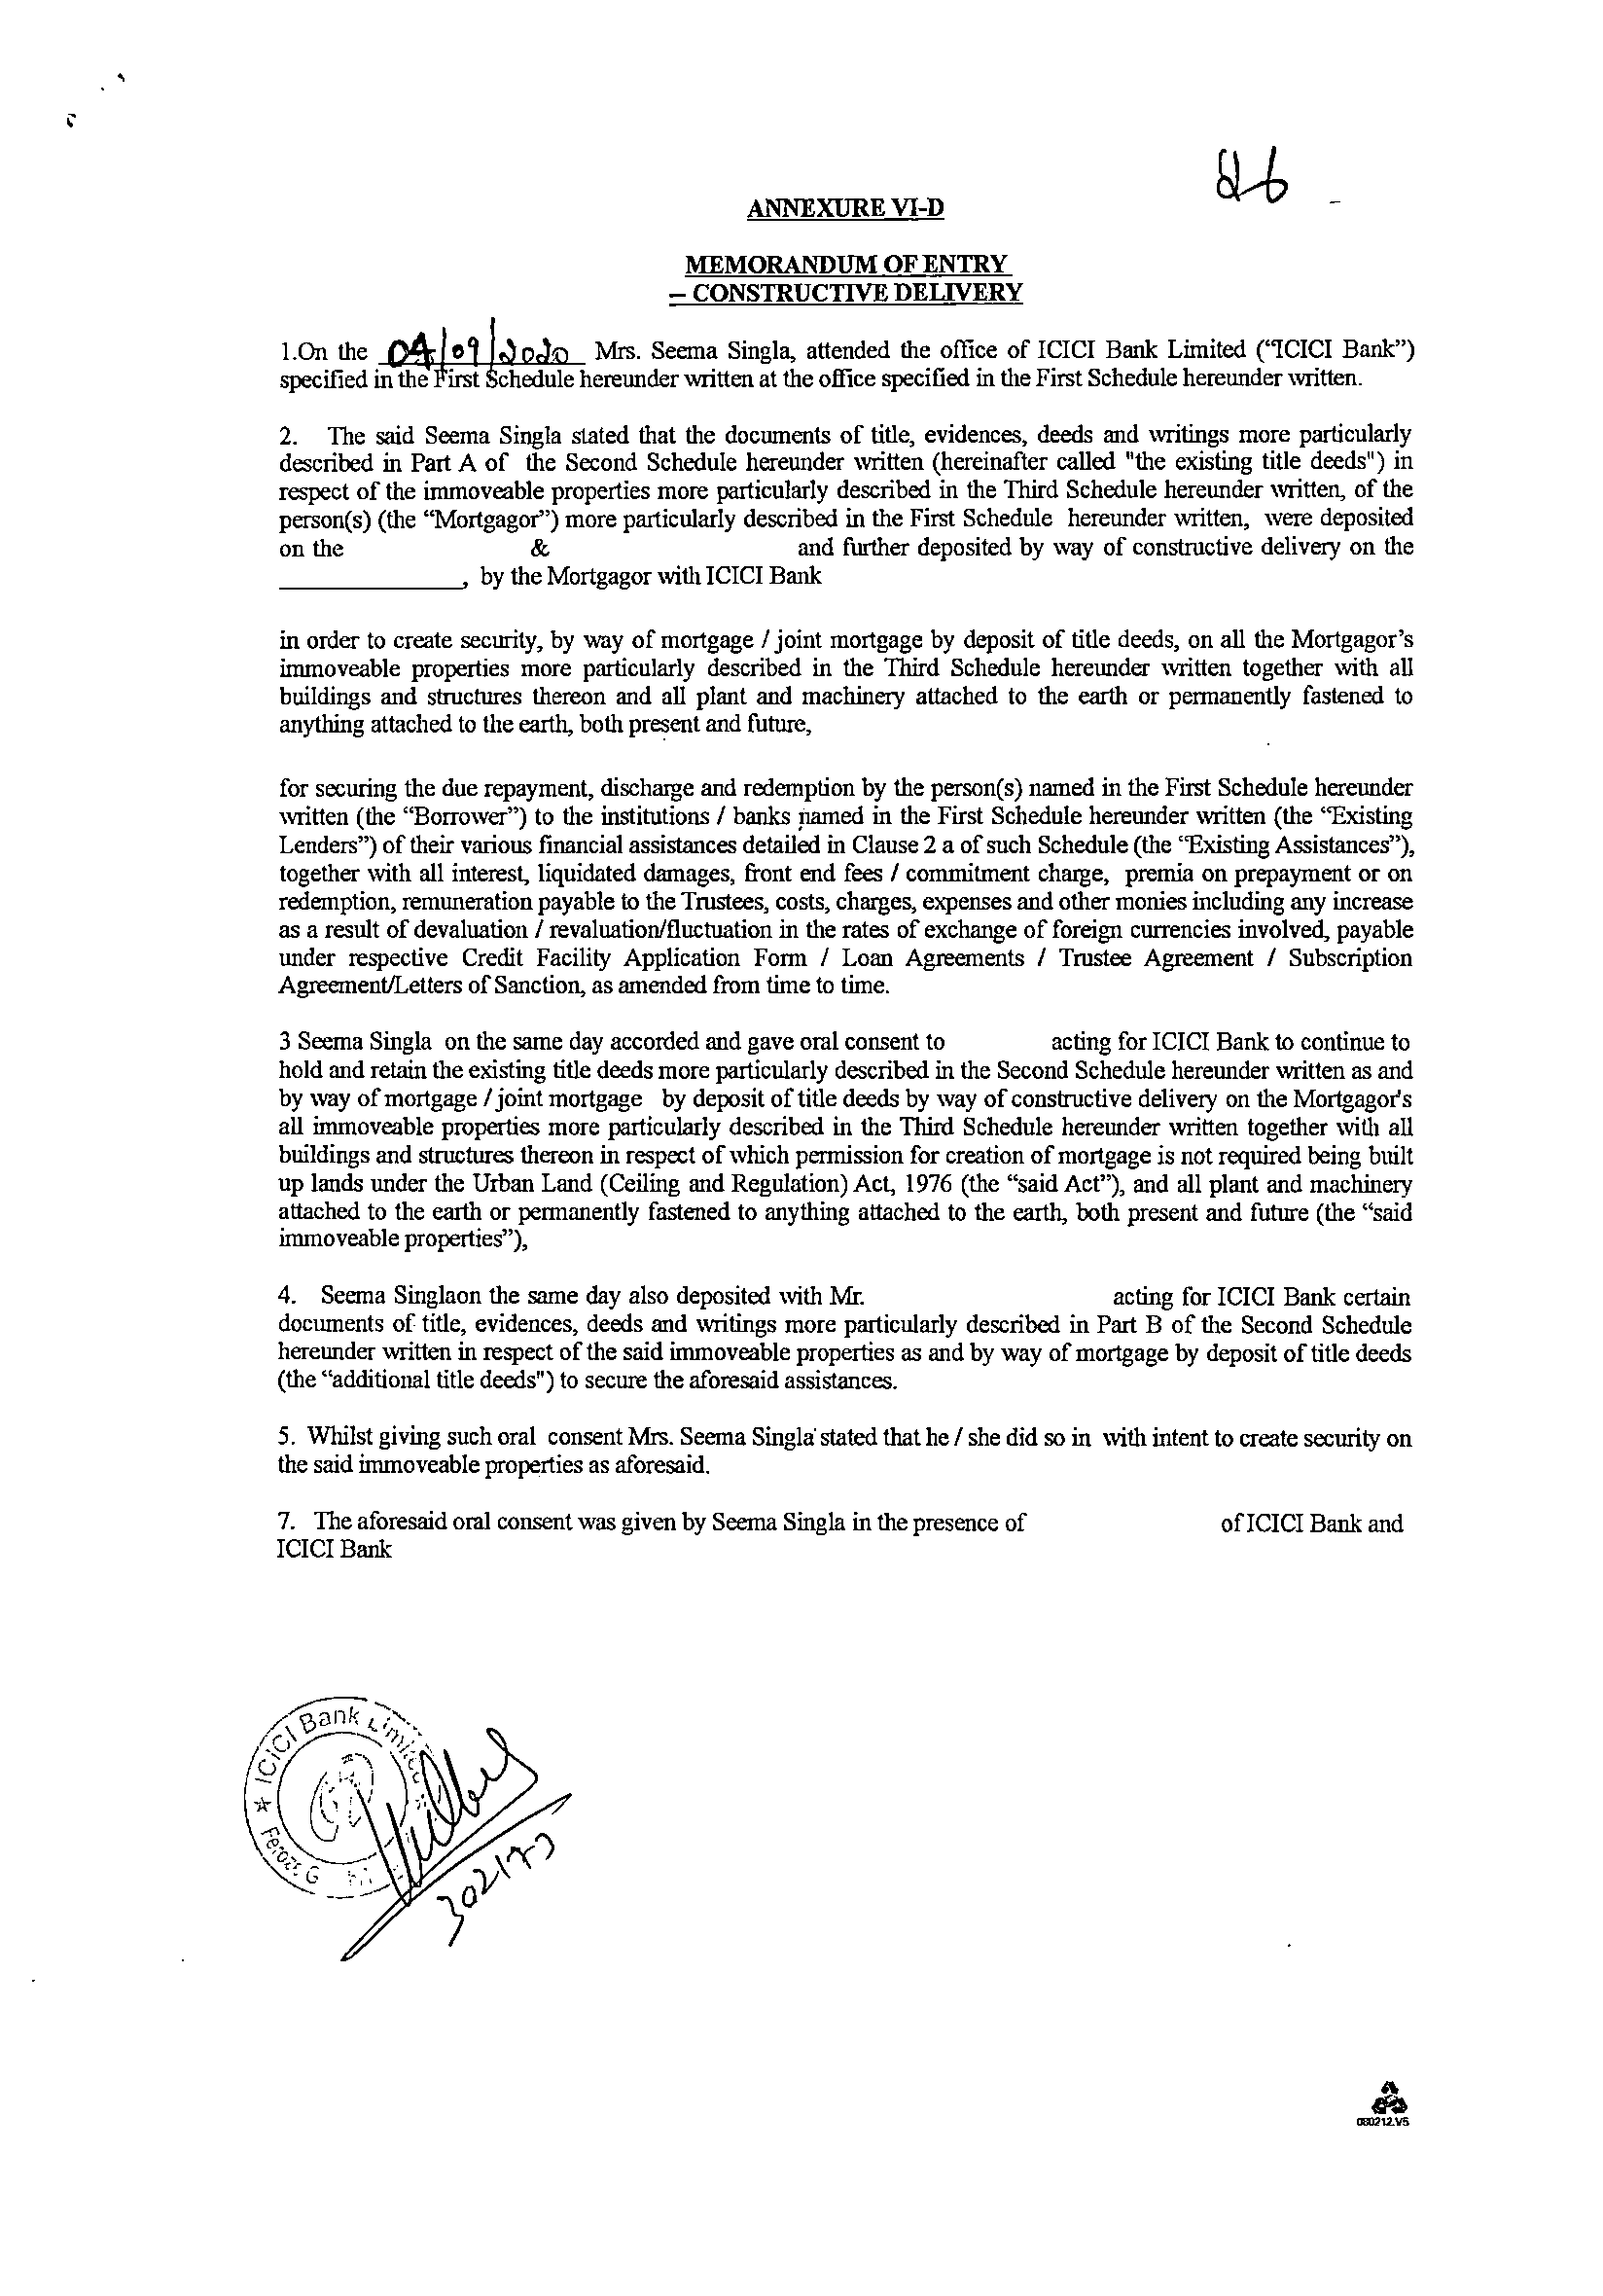 26
ANNEXURE VI-D
MEMORANDUM OF ENTRY
– CONSTRUCTIVE DELIVERY
1.On the 04/09/2020 Mrs. Seema Singla, attended the office of ICICI Bank Limited (“ICICI Bank”)
specified in the First Schedule hereunder written at the office specified in the First Schedule hereunder written.
2. The said Seema Singla stated that the documents of title, evidences, deeds and writings more particularly
described in Part A of the Second Schedule hereunder written (hereinafter called "the existing title deeds") in
respect of the immoveable properties more particularly described in the Third Schedule hereunder written, of the
person(s) (the “Mortgagor”) more particularly described in the First Schedule hereunder written, were deposited
on the & and further deposited by way of constructive delivery on the
_______________, by the Mortgagor with ICICI Bank
in order to create security, by way of mortgage / joint mortgage by deposit of title deeds, on all the Mortgagor’s
immoveable properties more particularly described in the Third Schedule hereunder written together with all
buildings and structures thereon and all plant and machinery attached to the earth or permanently fastened to
anything attached to the earth, both present and future,
for securing the due repayment, discharge and redemption by the person(s) named in the First Schedule hereunder
written (the “Borrower”) to the institutions / banks named in the First Schedule hereunder written (the “Existing
Lenders”) of their various financial assistances detailed in Clause 2 a of such Schedule (the “Existing Assistances”),
together with all interest, liquidated damages, front end fees / commitment charge, premia on prepayment or on
redemption, remuneration payable to the Trustees, costs, charges, expenses and other monies including any increase
as a result of devaluation / revaluation/fluctuation in the rates of exchange of foreign currencies involved, payable
under respective Credit Facility Application Form / Loan Agreements / Trustee Agreement / Subscription
Agreement/Letters of Sanction, as amended from time to time.
3 Seema Singla on the same day accorded and gave oral consent to acting for ICICI Bank to continue to
hold and retain the existing title deeds more particularly described in the Second Schedule hereunder written as and
by way of mortgage / joint mortgage by deposit of title deeds by way of constructive delivery on the Mortgagor's
all immoveable properties more particularly described in the Third Schedule hereunder written together with all
buildings and structures thereon in respect of which permission for creation of mortgage is not required being built
up lands under the Urban Land (Ceiling and Regulation) Act, 1976 (the “said Act”), and all plant and machinery
attached to the earth or permanently fastened to anything attached to the earth, both present and future (the “said
immoveable properties”),
4. Seema Singlaon the same day also deposited with Mr. acting for ICICI Bank certain
documents of title, evidences, deeds and writings more particularly described in Part B of the Second Schedule
hereunder written in respect of the said immoveable properties as and by way of mortgage by deposit of title deeds
(the “additional title deeds") to secure the aforesaid assistances.
5. Whilst giving such oral consent Mrs. Seema Singla stated that he / she did so in with intent to create security on
the said immoveable properties as aforesaid.
7. The aforesaid oral consent was given by Seema Singla in the presence of of ICICI Bank and
ICICI Bank
ICICI Bank Limited
080212.V5